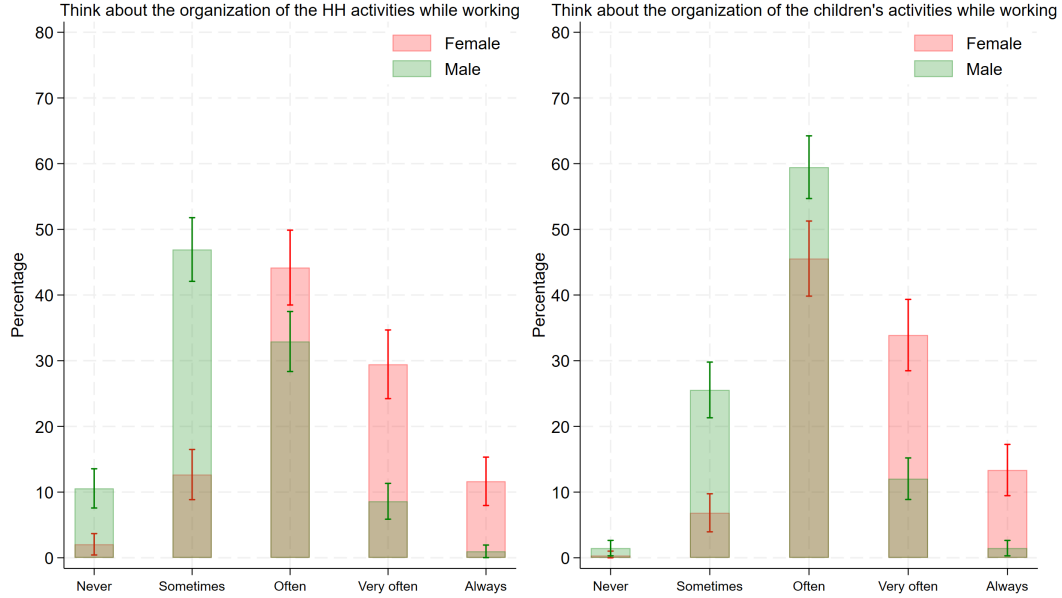 Think about the organization of the HH activities while working
Female
Male
Percentage
80
70
60
50
40
30
20
10
0
Never
Sometimes
Often
Very often
Always
Think about the organization of the children's activities while working
Female
Male
Percentage
80
70
60
50
40
30
20
10
0
Never
Sometimes
Often
Very often
Always